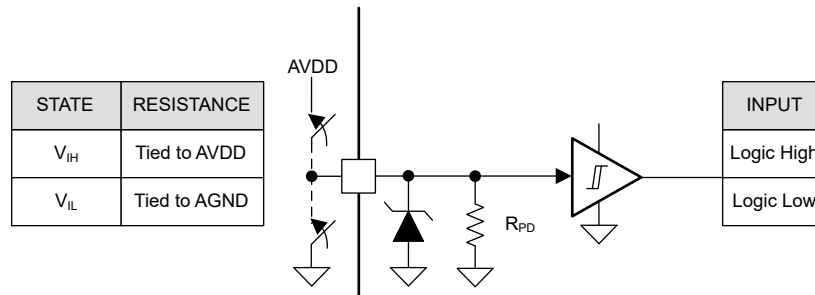 AVDD
STATE RESISTANCE
V_IH Tied to AVDD
V_IL Tied to AGND
R_PD
INPUT
Logic High
Logic Low